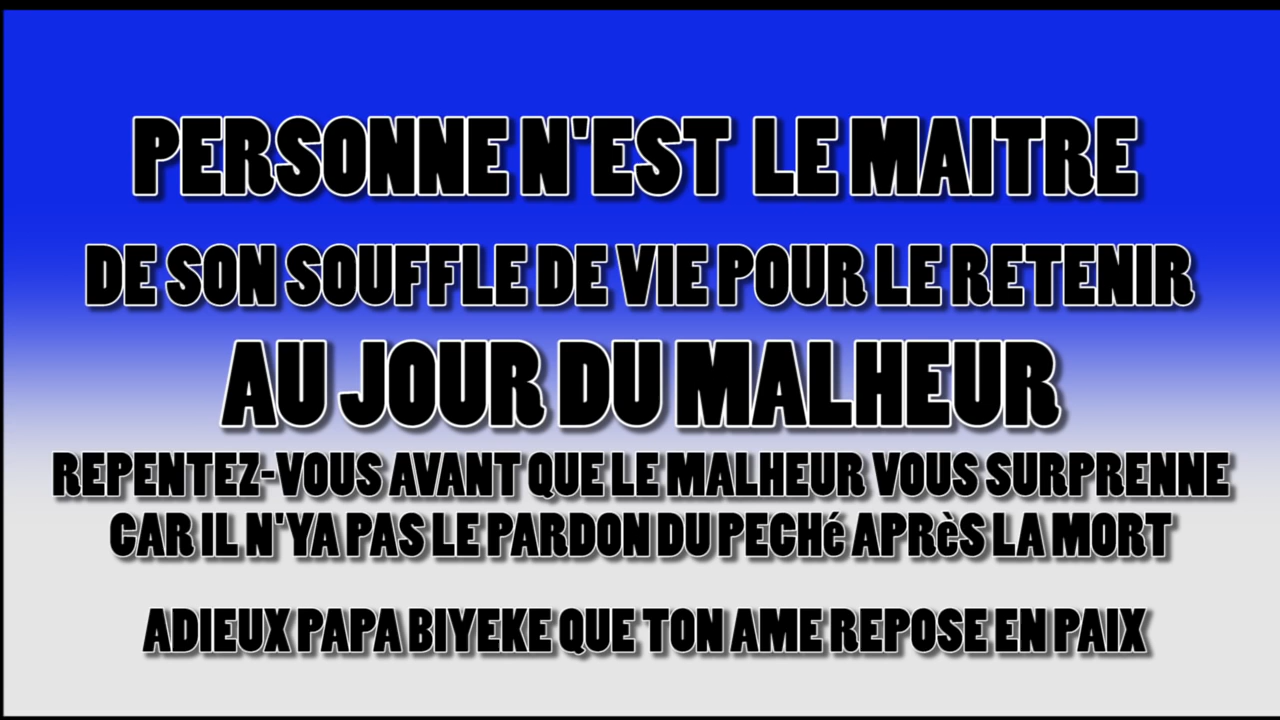 PERSONNE N'EST LE MAITRE
DE SON SOUFFLE DE VIE POUR LE RETENIR
AU JOUR DU MALHEUR
REPENTEZ-VOUS AVANT QUE LE MALHEUR VOUS SURPRENNE
CAR IL N'YA PAS LE PARDON DU PECHé APRèS LA MORT
ADIEUX PAPA BIYEKE QUE TON AME REPOSE EN PAIX